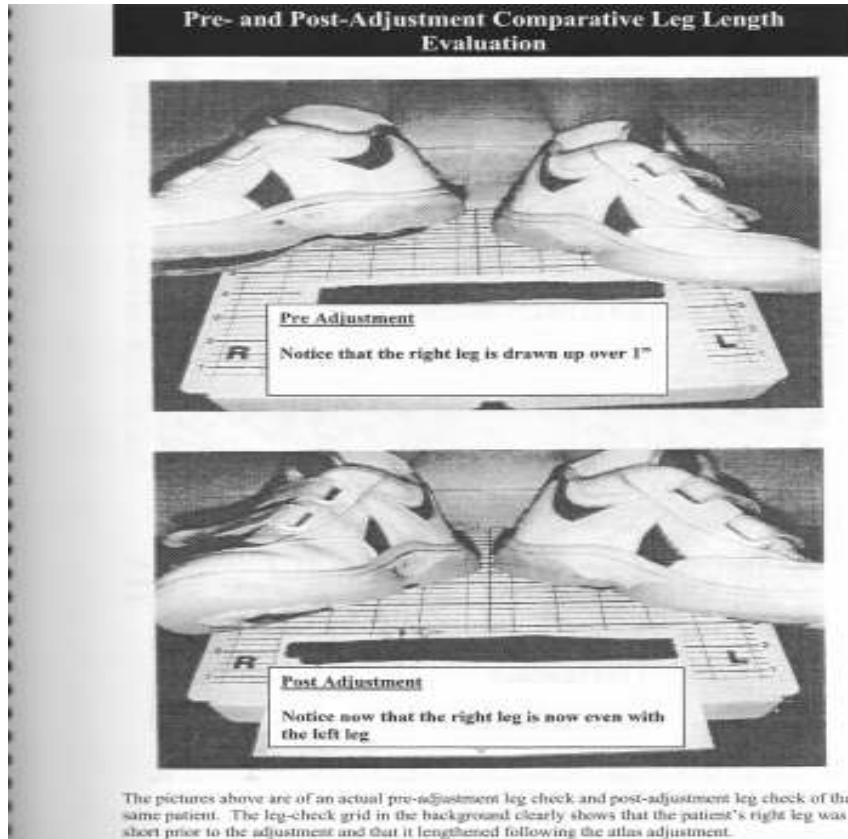 Pre- and Post-Adjustment Comparative Leg Length
Evaluation
Pre Adjustment
Notice that the right leg is drawn up over 1"
R
L
Post Adjustment
Notice now that the right leg is now even with
the left leg
R
L
The pictures above are of an actual pre-adjustment leg check and post-adjustment leg check of the
same patient. The leg-check grid in the background clearly shows that the patient's right leg was
short prior to the adjustment and that it lengthened following the atlas adjustment.